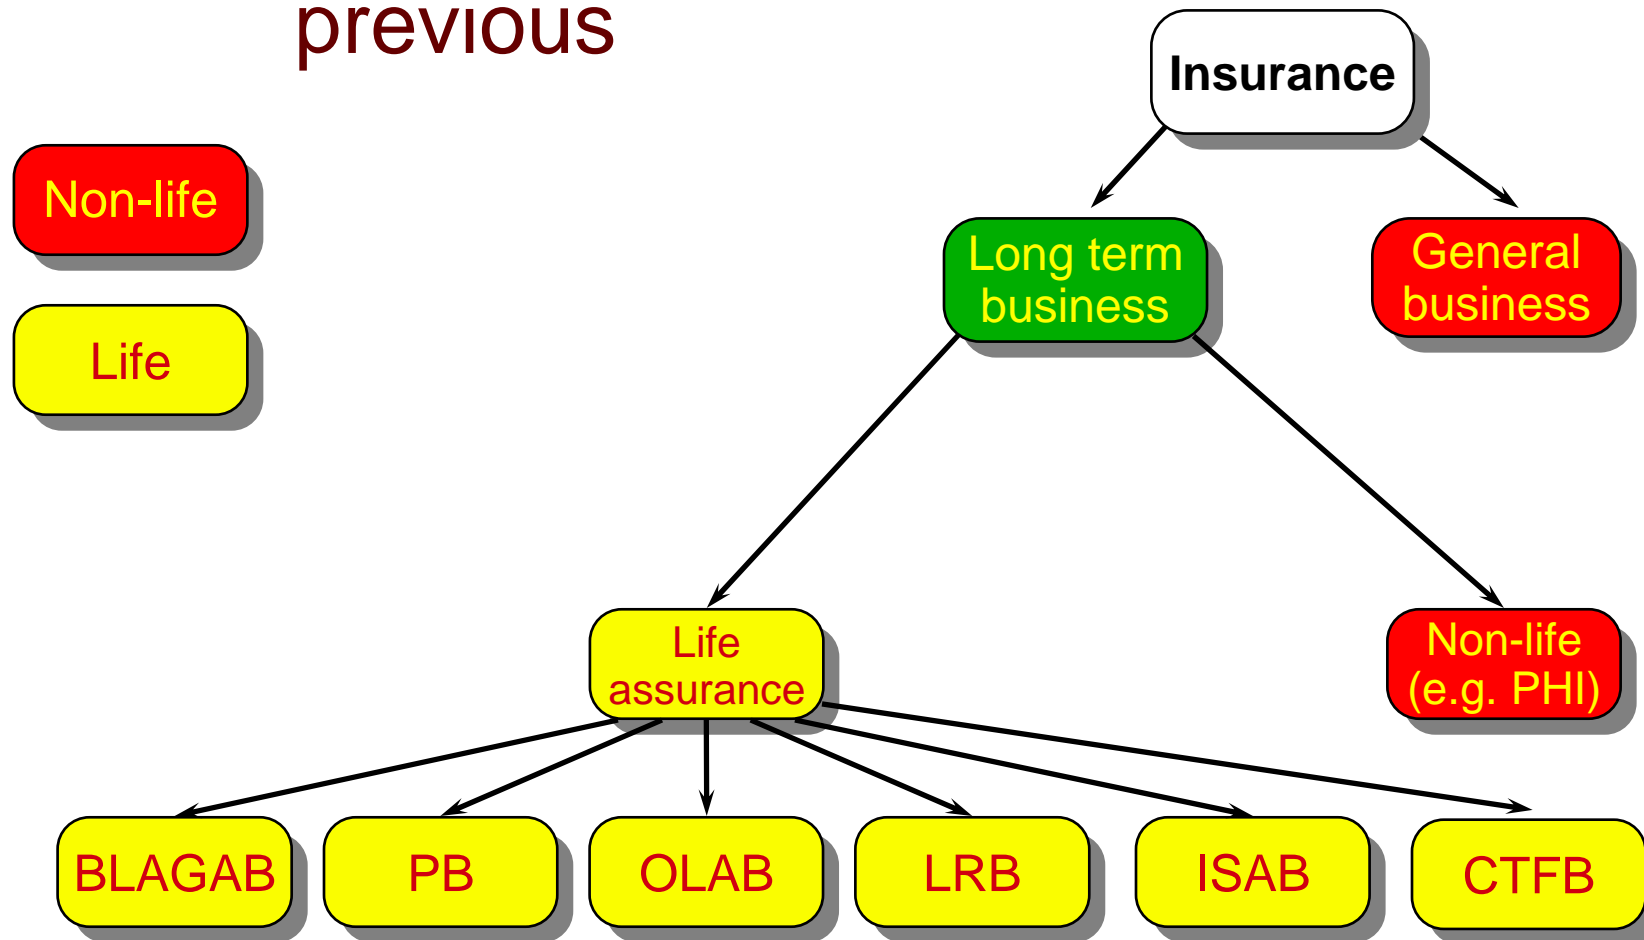 previous
Insurance
Non-life
Life
Long term
business
General
business
Life
assurance
Non-life
(e.g. PHI)
BLAGAB
PB
OLAB
LRB
ISAB
CTFB